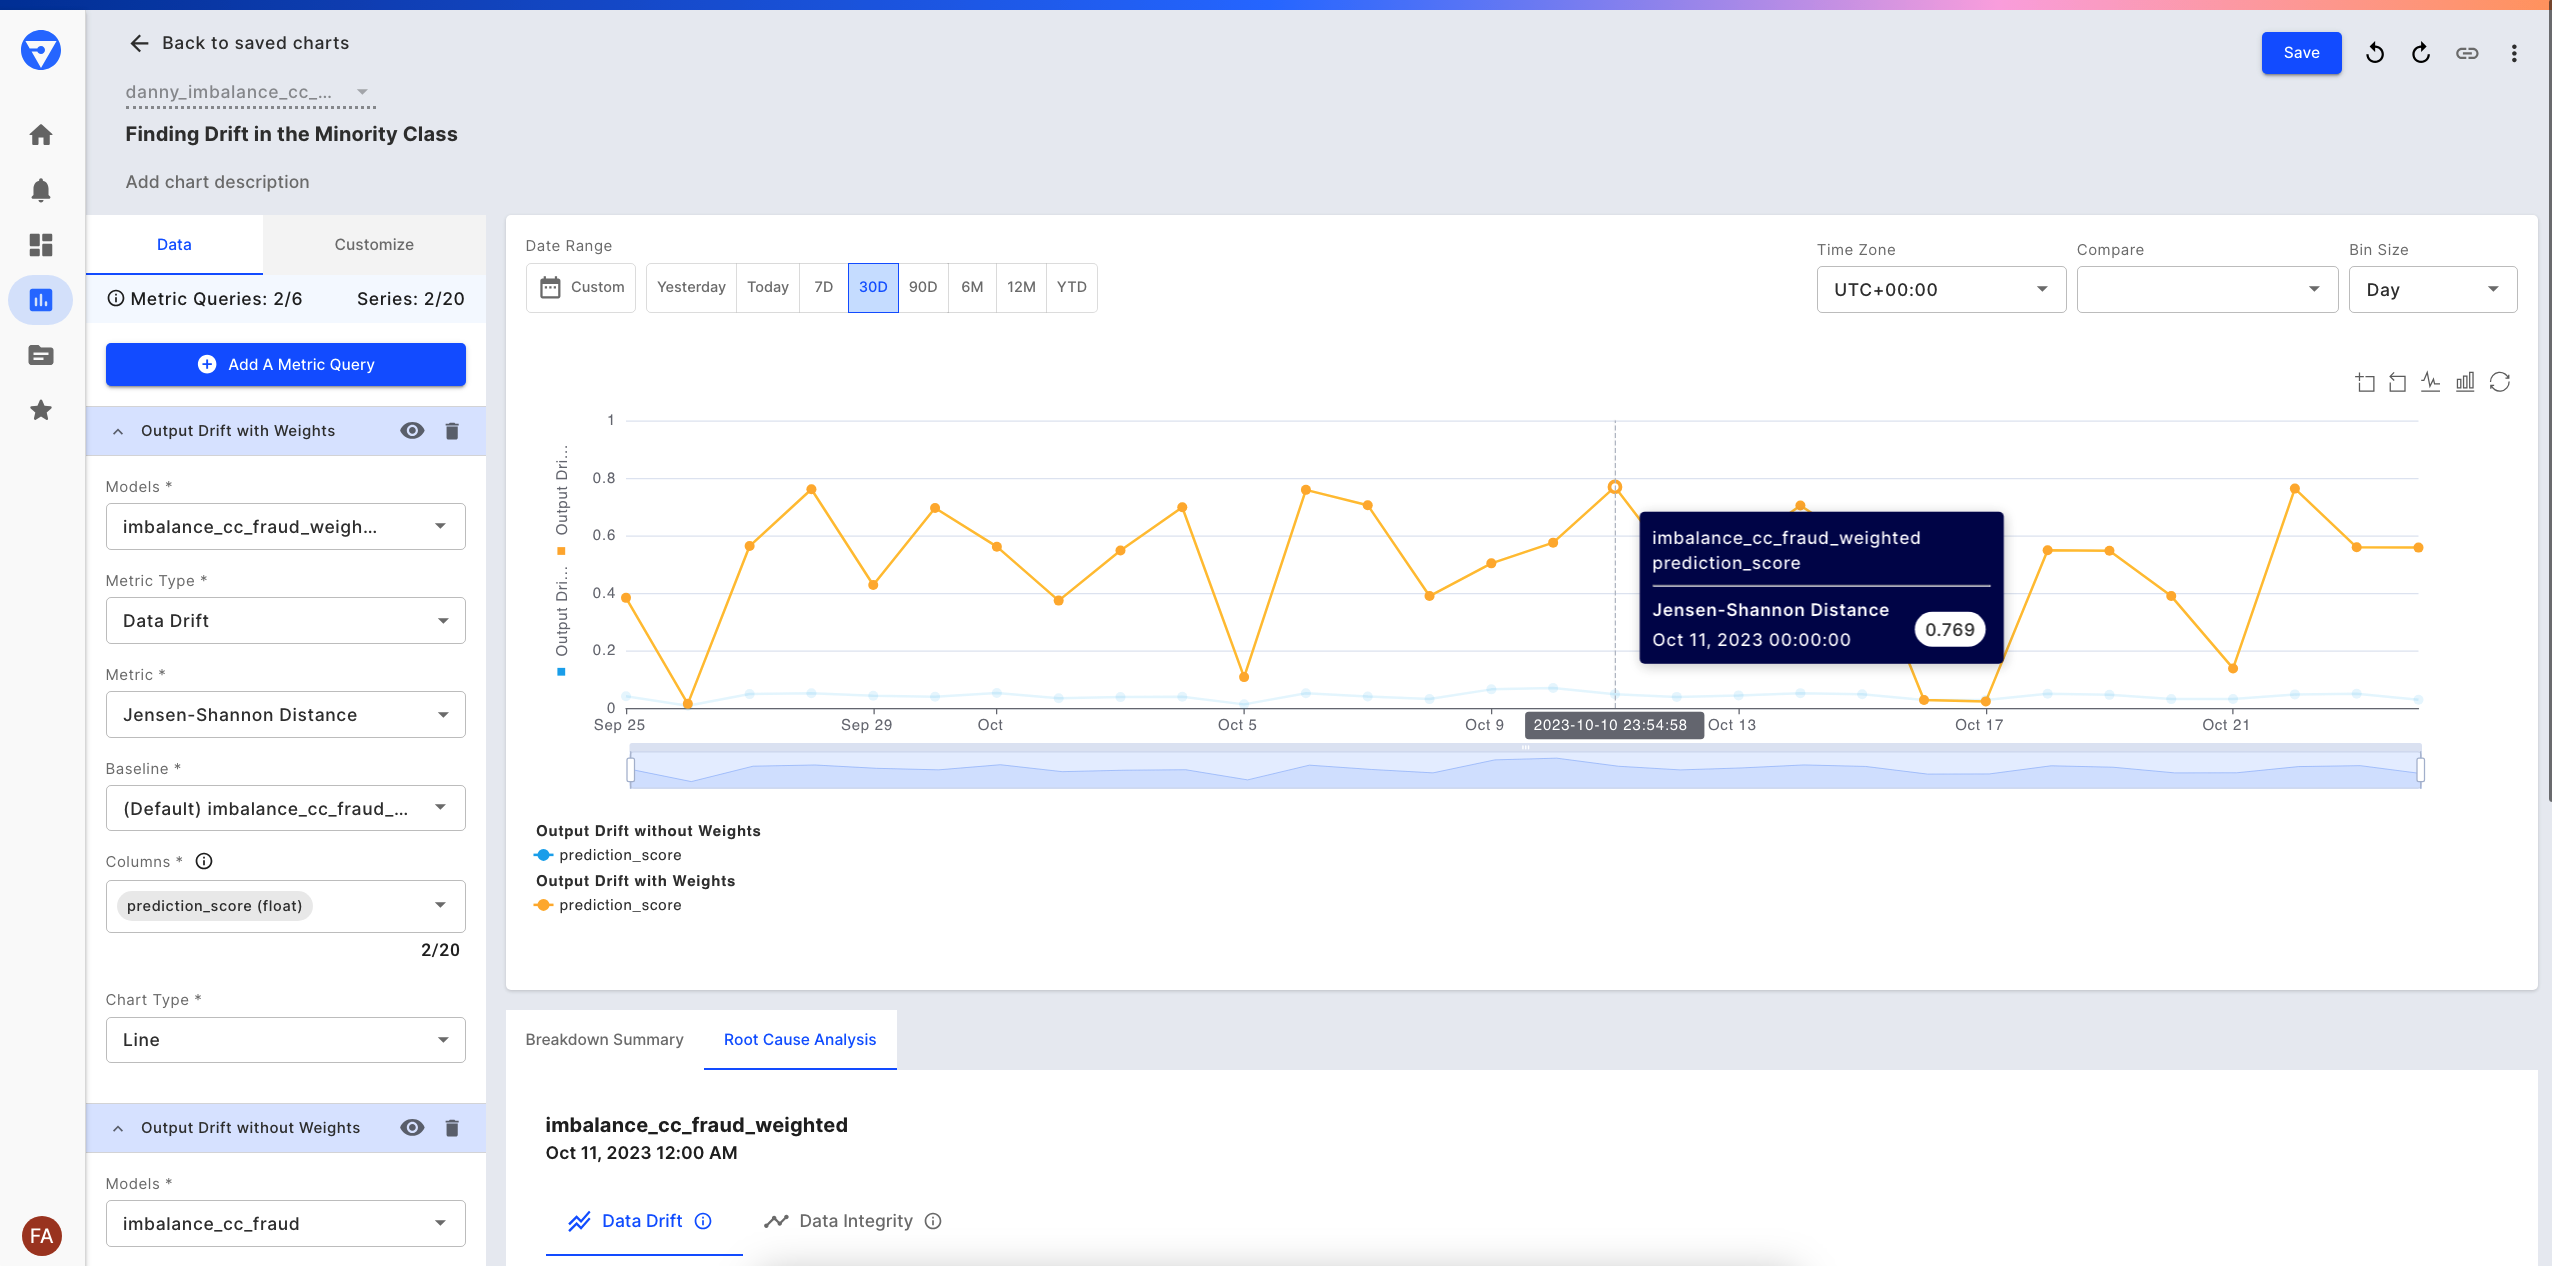 Back to saved charts
Save
danny_imbalance_cc_...
Finding Drift in the Minority Class
Add chart description
Data
Customize
Metric Queries: 2/6
Series: 2/20
Add A Metric Query
Output Drift with Weights
Models *
imbalance_cc_fraud_weigh...
Metric Type *
Data Drift
Metric *
Jensen-Shannon Distance
Baseline *
(Default) imbalance_cc_fraud_...
Columns *
prediction_score (float)
2/20
Chart Type *
Line
Output Drift without Weights
Models *
imbalance_cc_fraud
FA
Date Range
Custom
Yesterday
Today
7D
30D
90D
6M
12M
YTD
Time Zone
UTC+00:00
Compare
Bin Size
Day
Output Dri...
Output Dri...
1
0.8
0.6
0.4
0.2
0
imbalance_cc_fraud_weighted
prediction_score
Jensen-Shannon Distance
Oct 11, 2023 00:00:00
0.769
Sep 25
Sep 29
Oct
Oct 5
Oct 9
2023-10-10 23:54:58
Oct 13
Oct 17
Oct 21
Output Drift without Weights
prediction_score
Output Drift with Weights
prediction_score
Breakdown Summary
Root Cause Analysis
imbalance_cc_fraud_weighted
Oct 11, 2023 12:00 AM
Data Drift
Data Integrity